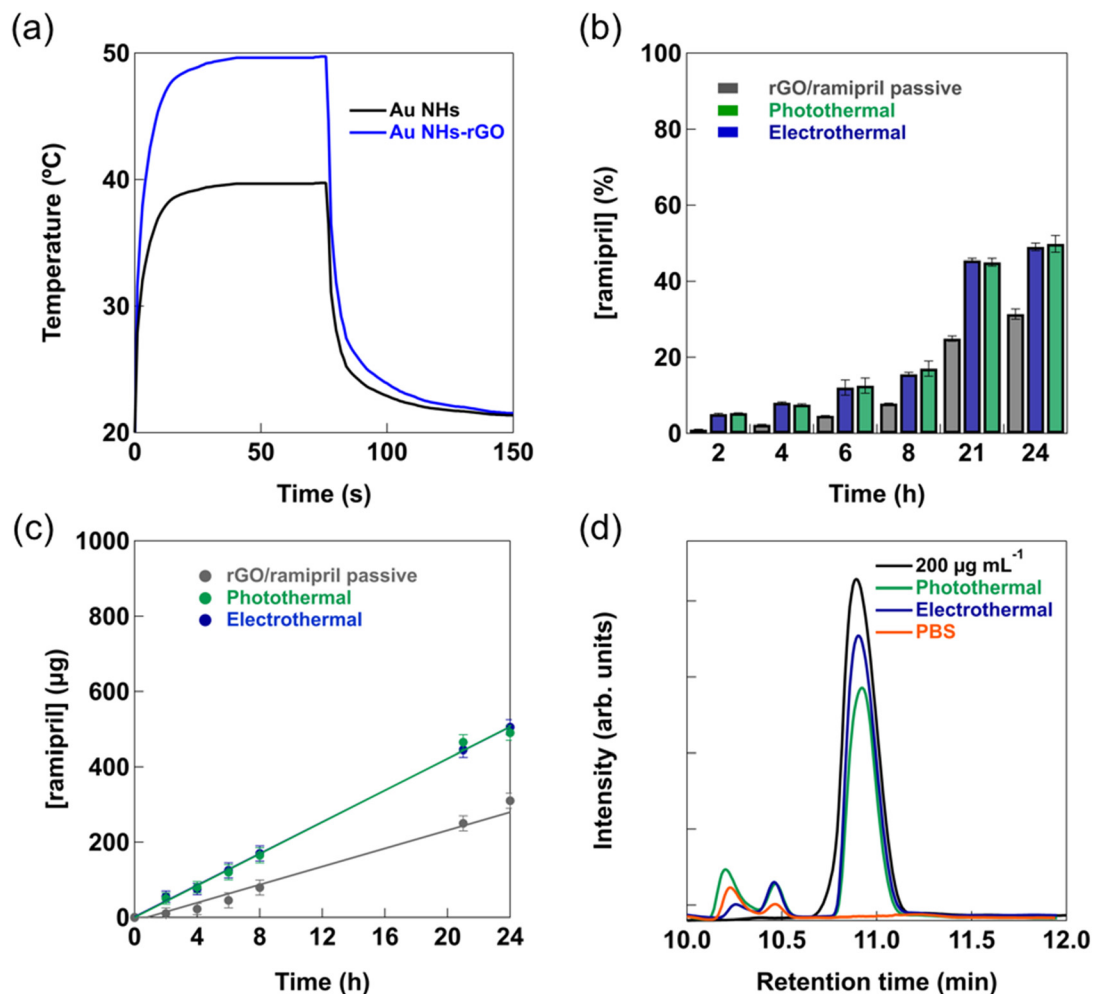 (a)
50
40
30
20
Temperature (ºC)
Au NHs
Au NHs-rGO
0 50 100 150
Time (s)
(b)
100
80
60
40
20
0
[ramipril] (%)
rGO/ramipril passive
Photothermal
Electrothermal
2 4 6 8 21 24
Time (h)
(c)
1000
800
600
400
200
0
[ramipril] (µg)
rGO/ramipril passive
Photothermal
Electrothermal
0 4 8 12 16 20 24
Time (h)
(d)
Intensity (arb. units)
200 µg mL⁻¹
Photothermal
Electrothermal
PBS
10.0 10.5 11.0 11.5 12.0
Retention time (min)